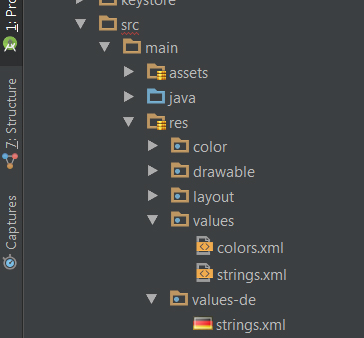 keystore
src
main
assets
java
res
color
drawable
layout
values
colors.xml
strings.xml
values-de
strings.xml
1: Pro
7: Structure
Captures